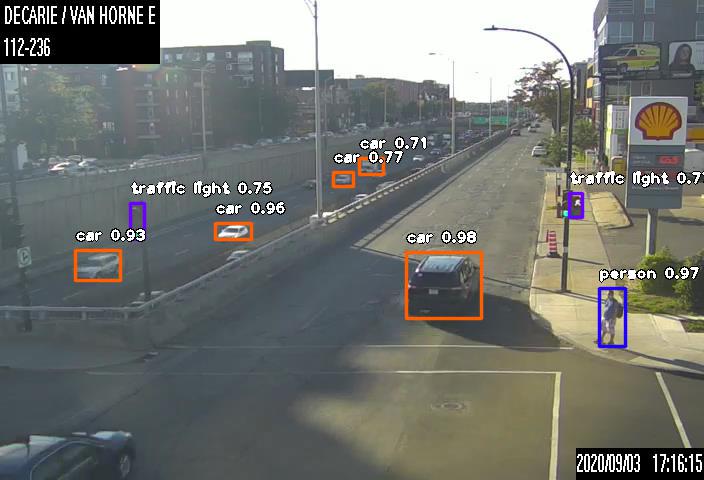 DECARIE / VAN HORNE E
112-236
car 0.71
car 0.77
traffic light 0.75
car 0.96
traffic light 0.77
car 0.93
car 0.98
person 0.97
2020/09/03 17:16:15